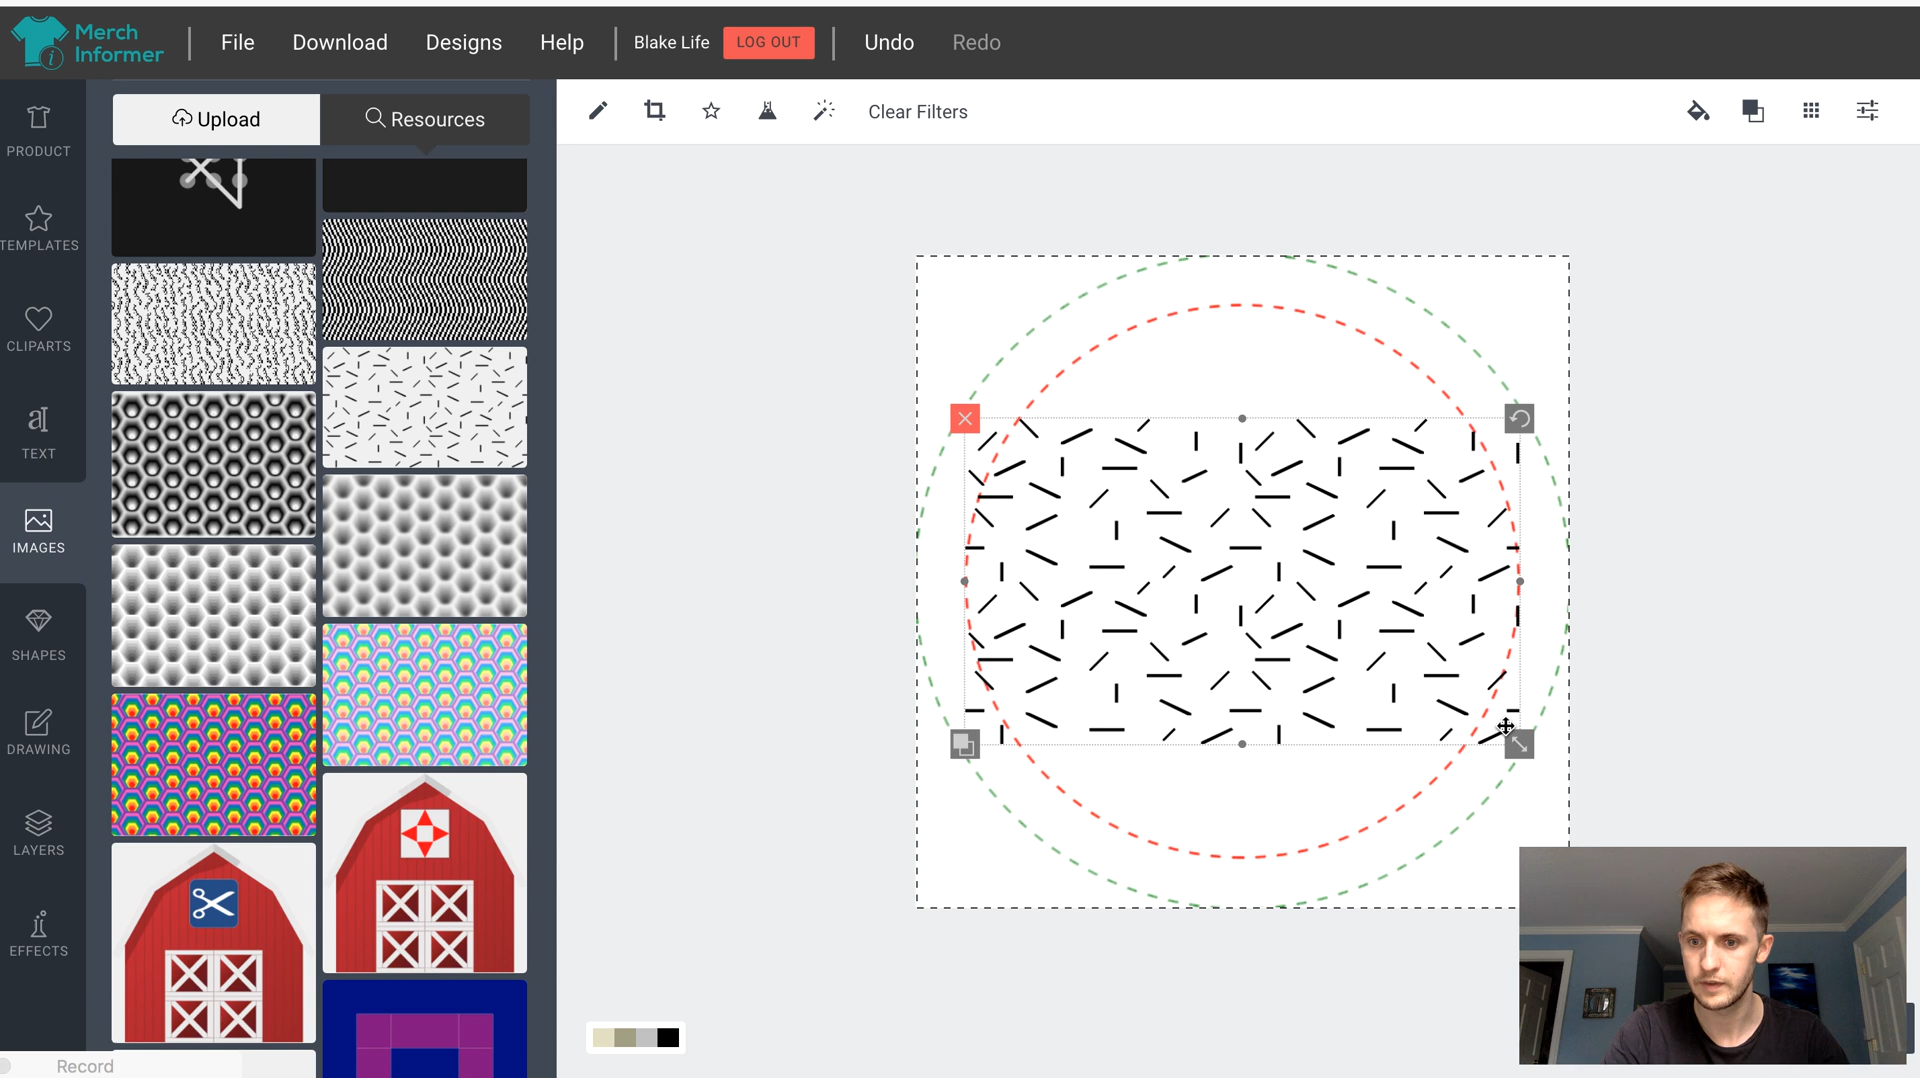 Merch
Informer
File
Download
Designs
Help
Blake Life
LOG OUT
Undo
Redo
Upload
Resources
Clear Filters
PRODUCT
TEMPLATES
CLIPARTS
TEXT
IMAGES
SHAPES
DRAWING
LAYERS
EFFECTS
Record